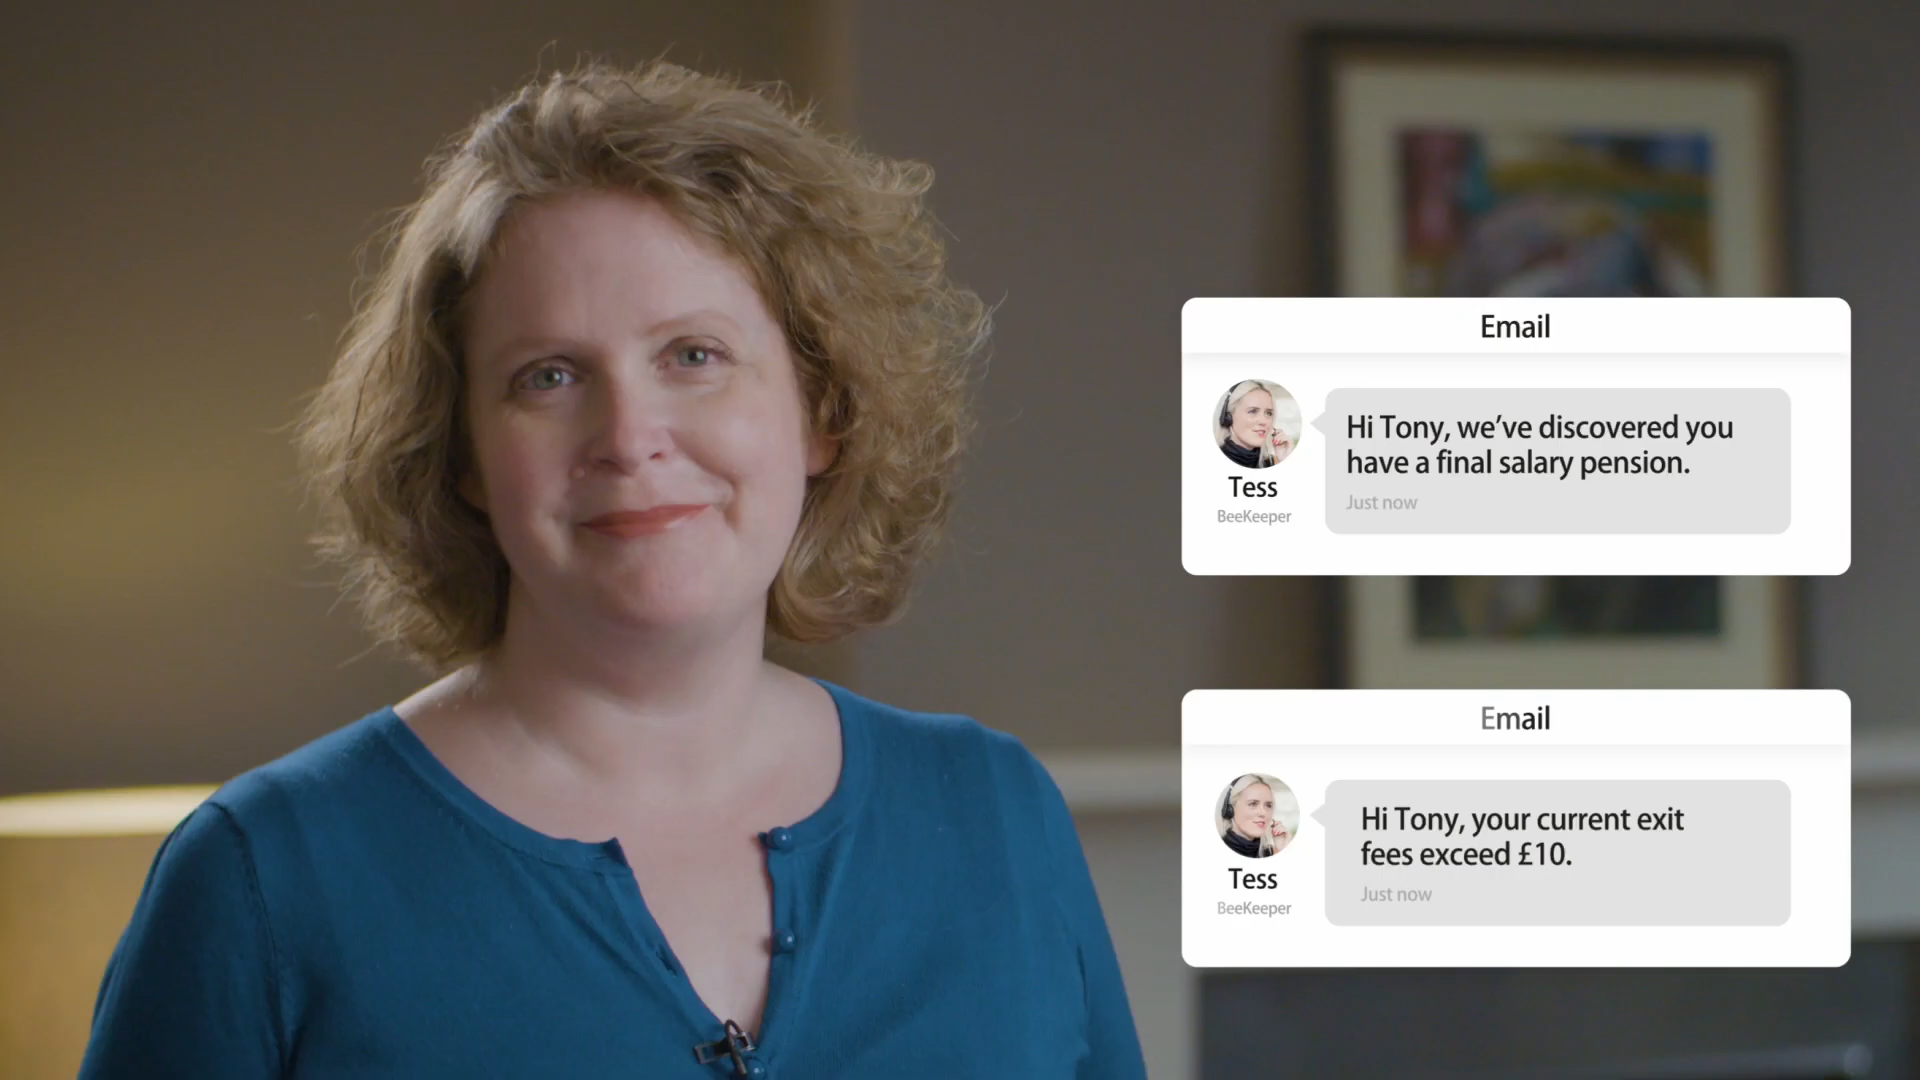 Email
Hi Tony, we've discovered you
have a final salary pension.
Just now
Tess
BeeKeeper
Email
Hi Tony, your current exit
fees exceed £10.
Just now
Tess
BeeKeeper